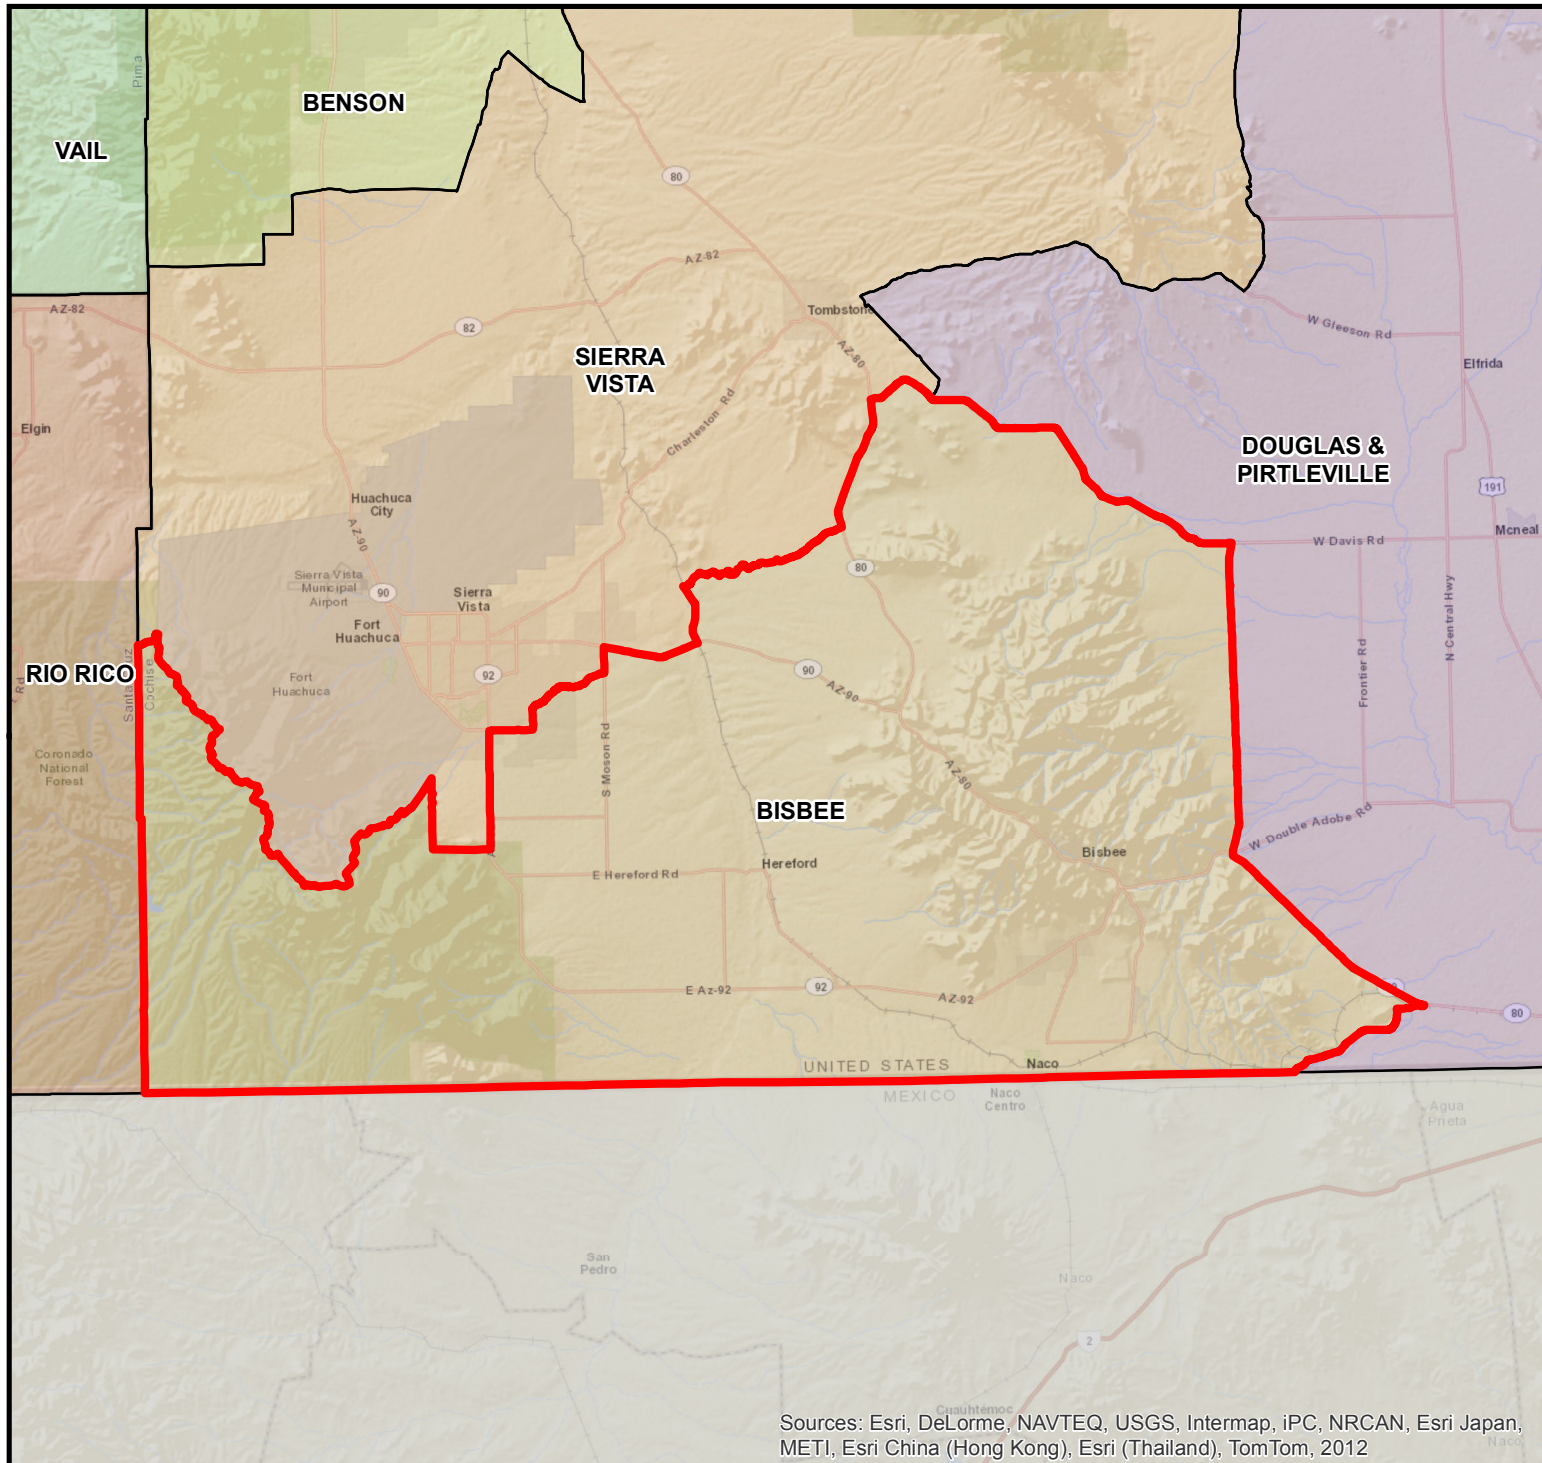 Pima
BENSON
VAIL
80
AZ-82
AZ-82
82
Tombstone
AZ-80
W Gleeson Rd
SIERRA
VISTA
Elfrida
Charleston Rd
Elgin
DOUGLAS &
PIRTLEVILLE
191
Huachuca
City
AZ-90
W Davis Rd
Mcneal
Sierra Vista
Municipal
Airport
90
Sierra
Vista
80
Fort
Huachuca
N Central Hwy
RIO RICO
Cochise
Fort
Huachuca
92
90
AZ-90
Frontier Rd
Rd
Coronado
National
Forest
S Moson Rd
AZ-80
BISBEE
W Double Adobe Rd
Bisbee
Hereford
E Hereford Rd
E Az-92
92
AZ-92
80
UNITED STATES
Naco
MEXICO
Naco
Centro
Agua
Prieta
San
Pedro
Naco
2
Cuauhtemoc
Sources: Esri, DeLorme, NAVTEQ, USGS, Intermap, iPC, NRCAN, Esri Japan,
METI, Esri China (Hong Kong), Esri (Thailand), TomTom, 2012
Naco